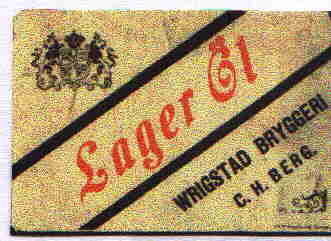 Lager Öl
WRIGSTAD BRYGGERI
C. H. BERG.